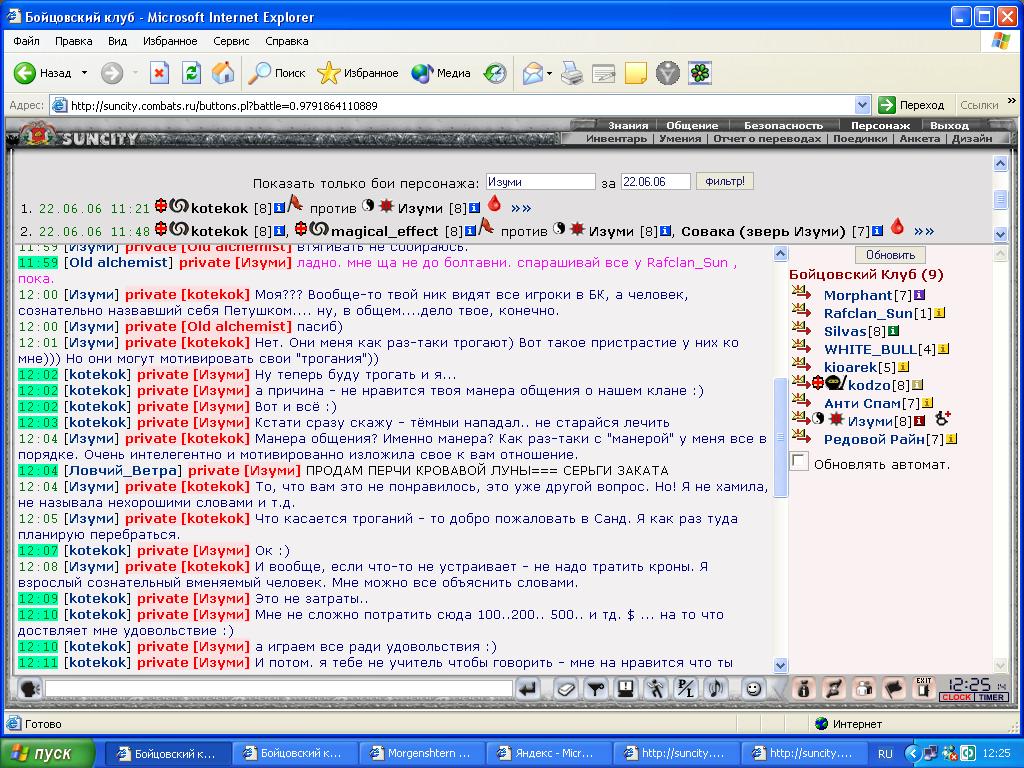 Бойцовский клуб - Microsoft Internet Explorer
Файл Правка Вид Избранное Сервис Справка
Назад Поиск Избранное Медиа
Адрес: http://suncity.combats.ru/buttons.pl?battle=0.9791864110889 Переход Ссылки »
SUNCITY Знания Общение Безопасность Персонаж Выход
Инвентарь Умения Отчет о переводах Поединки Анкета Дизайн
Показать только бои персонажа: Изуми за 22.06.06 Фильтр!
1. 22.06.06 11:21 kotekok [8] против Изуми [8] »»
2. 22.06.06 11:48 kotekok [8], magical_effect [8] против Изуми [8], Совака (зверь Изуми) [7] »»
11:59 [Изуми] private [Old alchemist] втягивать не собираюсь.
11:59 [Old alchemist] private [Изуми] ладно. мне ща не до болтавни. спарашивай все у Rafclan_Sun ,
пока.
12:00 [Изуми] private [kotekok] Моя??? Вообще-то твой ник видят все игроки в БК, а человек,
сознательно назвавший себя Петушком.... ну, в общем....дело твое, конечно.
12:00 [Изуми] private [Old alchemist] пасиб)
12:01 [Изуми] private [kotekok] Нет. Они меня как раз-таки трогают) Вот такое пристрастие у них ко
мне))) Но они могут мотивировать свои "трогания"))
12:02 [kotekok] private [Изуми] Ну теперь буду трогать и я...
12:02 [kotekok] private [Изуми] а причина - не нравится твоя манера общения о нашем клане :)
12:02 [kotekok] private [Изуми] Вот и всё :)
12:03 [kotekok] private [Изуми] Кстати сразу скажу - тёмныи нападал.. не старайся лечить
12:04 [Изуми] private [kotekok] Манера общения? Именно манера? Как раз-таки с "манерой" у меня все в
порядке. Очень интелегентно и мотивированно изложила свое к вам отношение.
12:04 [Ловчий_Ветра] private [Изуми] ПРОДАМ ПЕРЧИ КРОВАВОЙ ЛУНЫ=== СЕРЬГИ ЗАКАТА
12:04 [Изуми] private [kotekok] То, что вам это не понравилось, это уже другой вопрос. Но! Я не хамила,
не называла нехорошими словами и т.д.
12:05 [Изуми] private [kotekok] Что касается троганий - то добро пожаловать в Санд. Я как раз туда
планирую перебраться.
12:07 [kotekok] private [Изуми] Ок :)
12:08 [Изуми] private [kotekok] И вообще, если что-то не устраивает - не надо тратить кроны. Я
взрослый сознательный вменяемый человек. Мне можно все объяснить словами.
12:09 [kotekok] private [Изуми] Это не затраты..
12:10 [kotekok] private [Изуми] Мне не сложно потратить сюда 100..200.. 500.. и тд. $ ... на то что
доствляет мне удовольствие :)
12:10 [kotekok] private [Изуми] а играем все ради удовольствия :)
12:11 [kotekok] private [Изуми] И потом. я тебе не учитель чтобы говорить - мне на нравится что ты
Обновить
Бойцовский Клуб (9)
Morphant[7]
Rafclan_Sun[1]
Silvas[8]
WHITE_BULL[4]
kioarek[5]
kodzo[8]
Анти Спам[7]
Изуми[8]
Редовой Райн[7]
Обновлять автомат.
P/L EXIT 12:25 14
CLOCK TIMER
Готово Интернет
пуск Бойцовский к... Бойцовский к... Morgenshtern ... Яндекс - Micr... http://suncity.... http://suncity.... RU 12:25